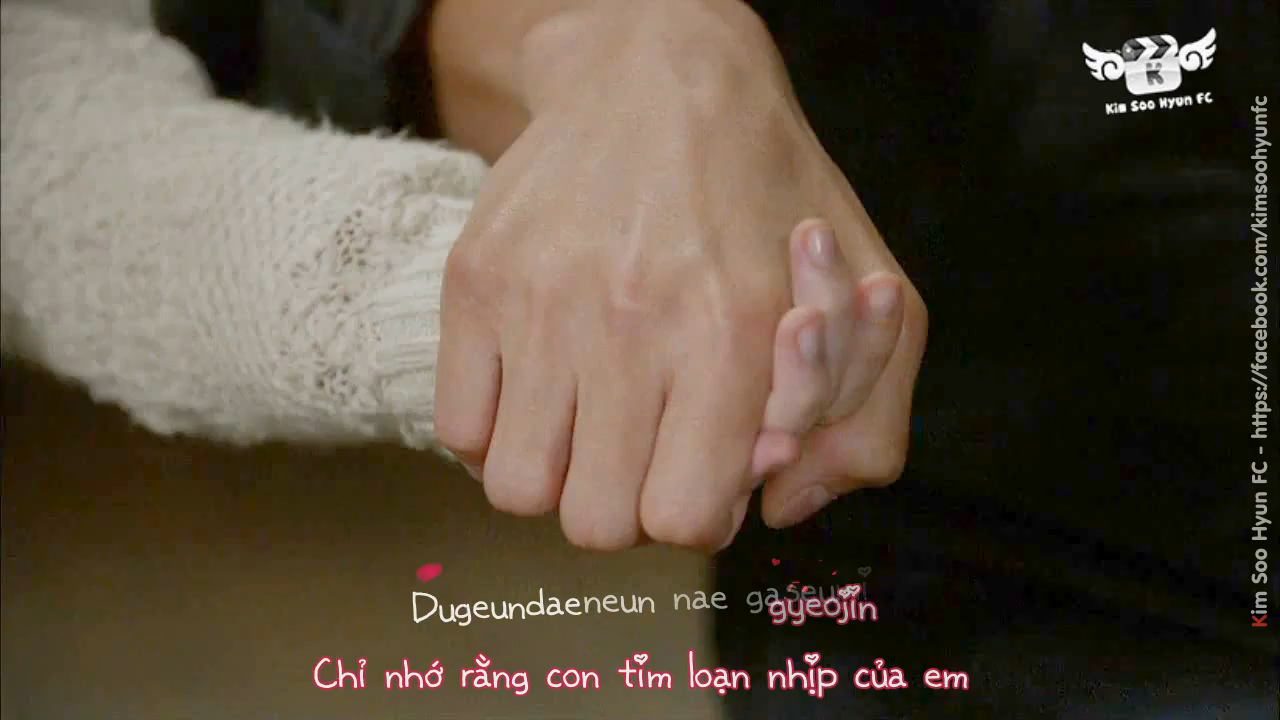 K
Kim Soo Hyun FC
Kim Soo Hyun FC - https://facebook.com/kimsoohyunfc
Dugeundaeneun nae gaseumi
gyeojin
Chỉ nhớ rằng con tim loạn nhịp của em